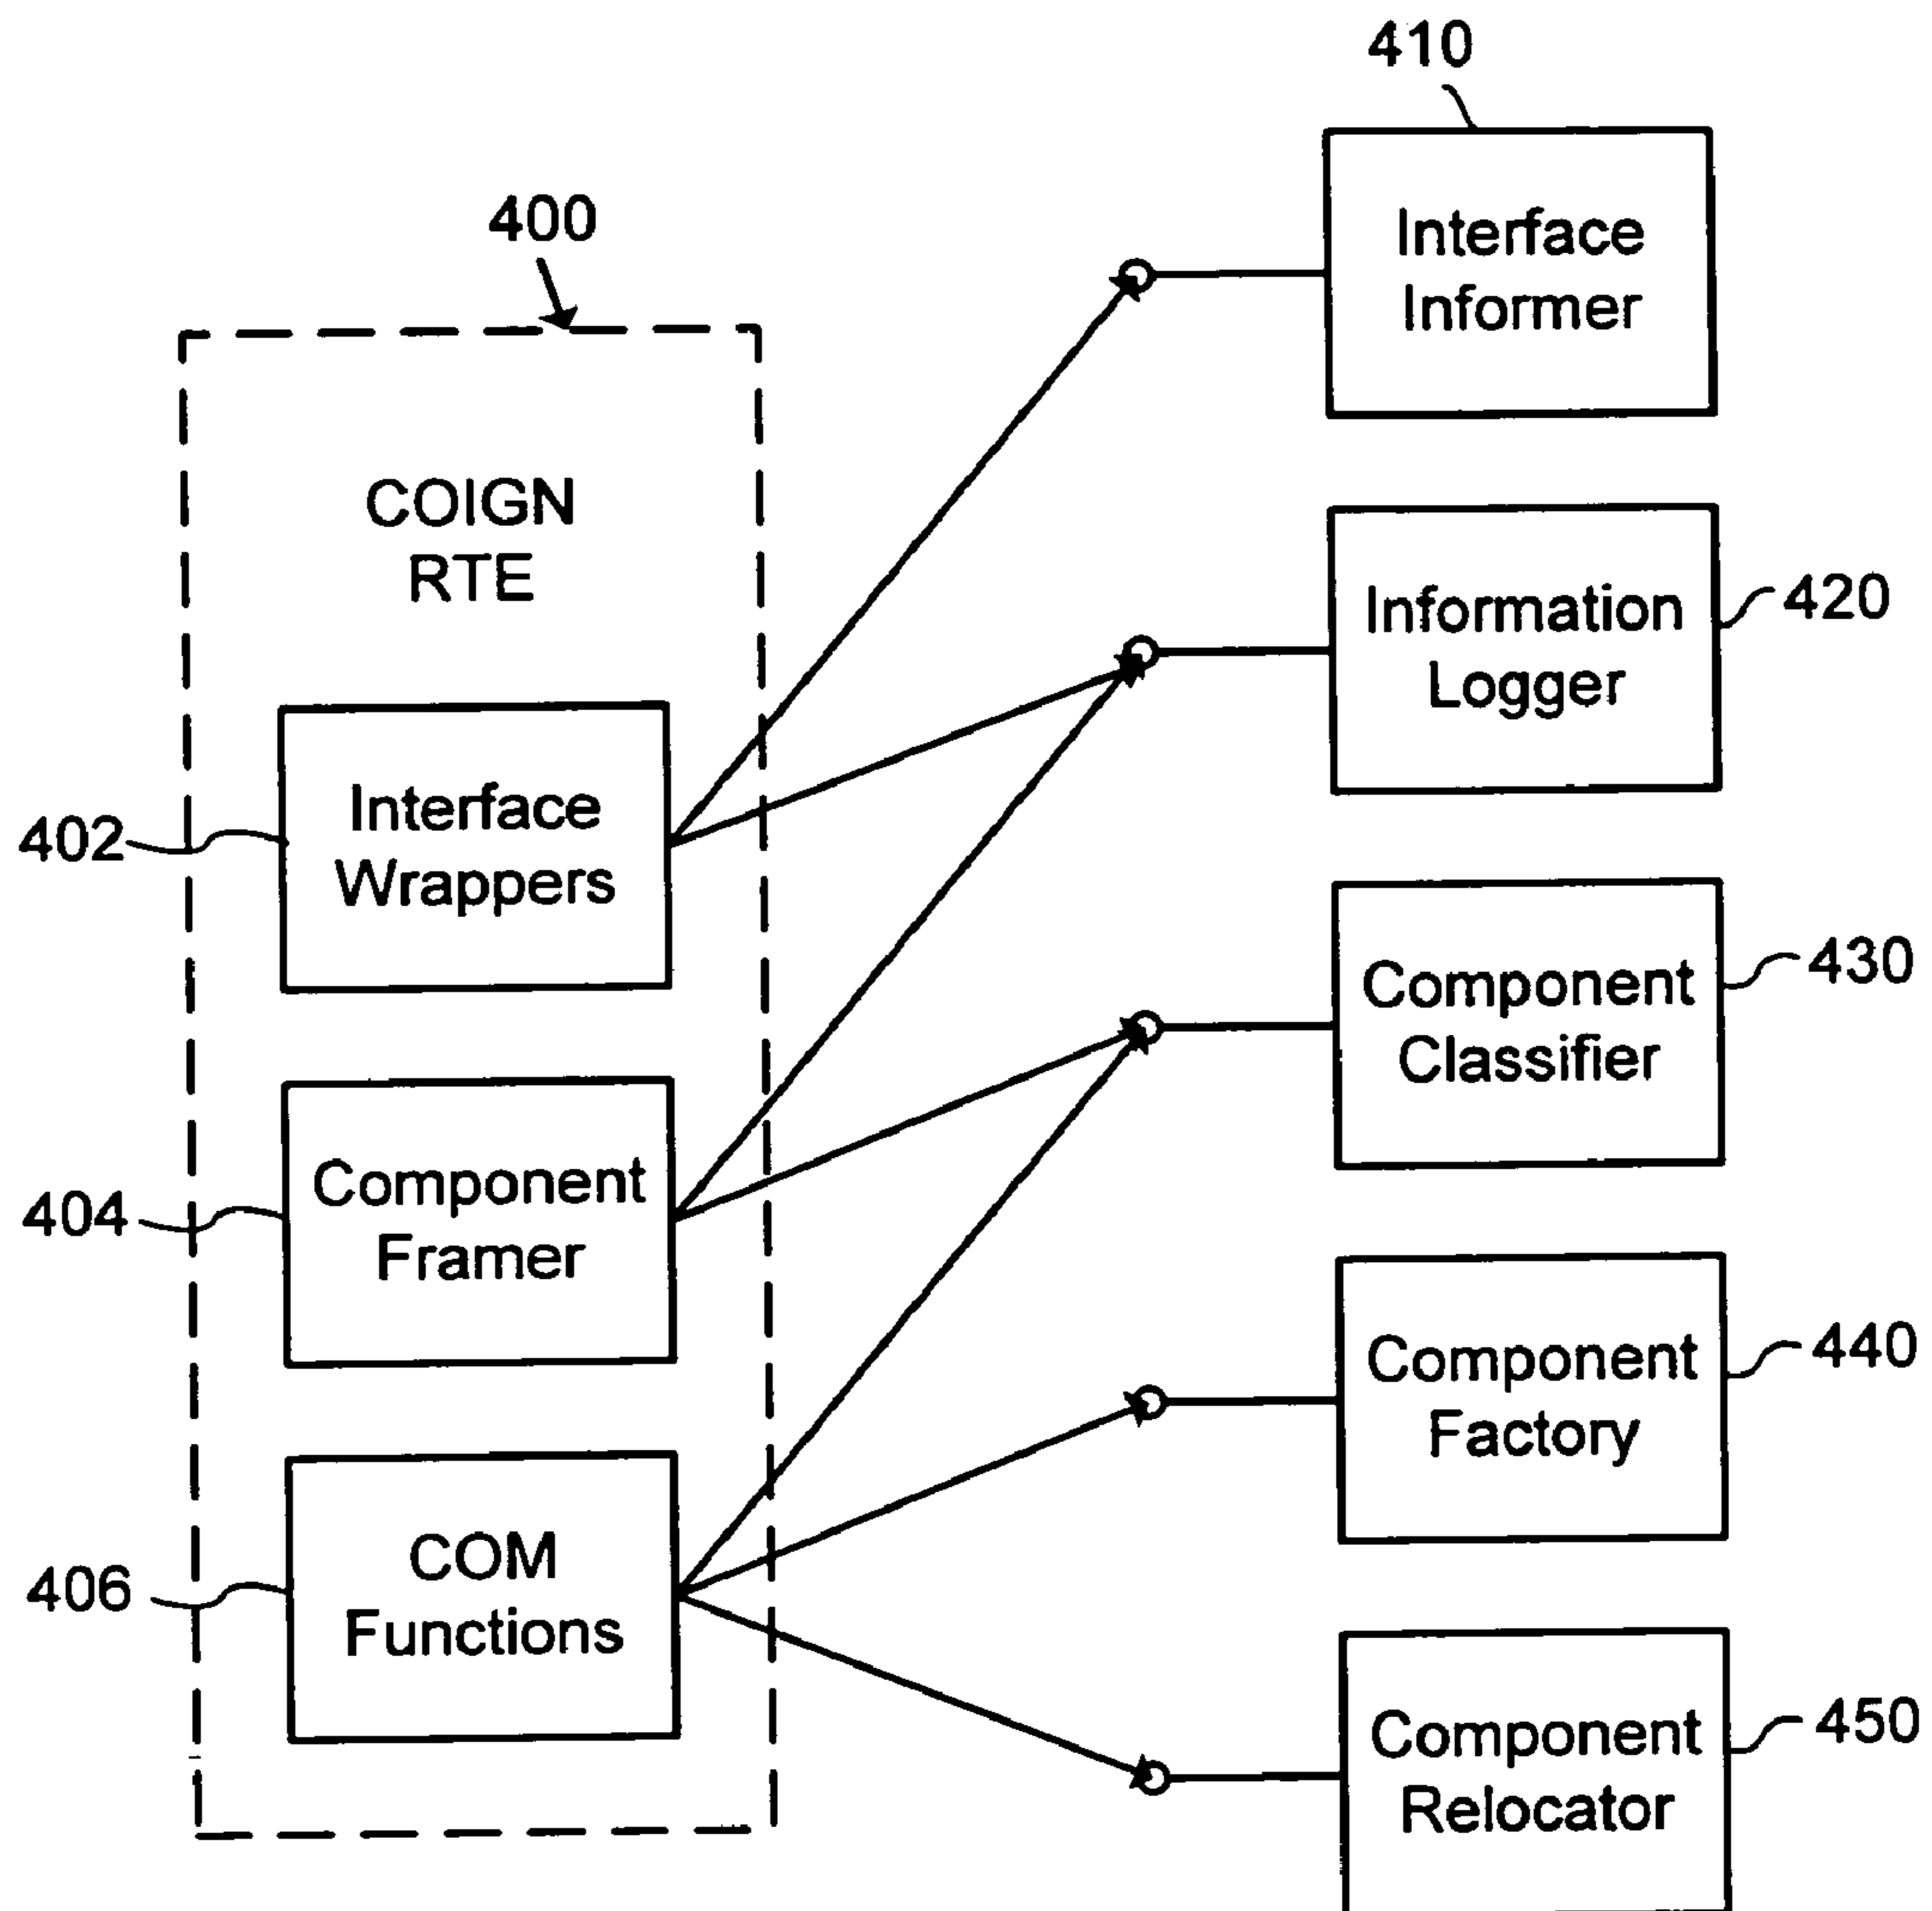 410
400
Interface
Informer
COIGN
RTE
Information
Logger
420
Interface
Wrappers
402
Component
Classifier
430
Component
Framer
404
Component
Factory
440
COM
Functions
406
Component
Relocator
450